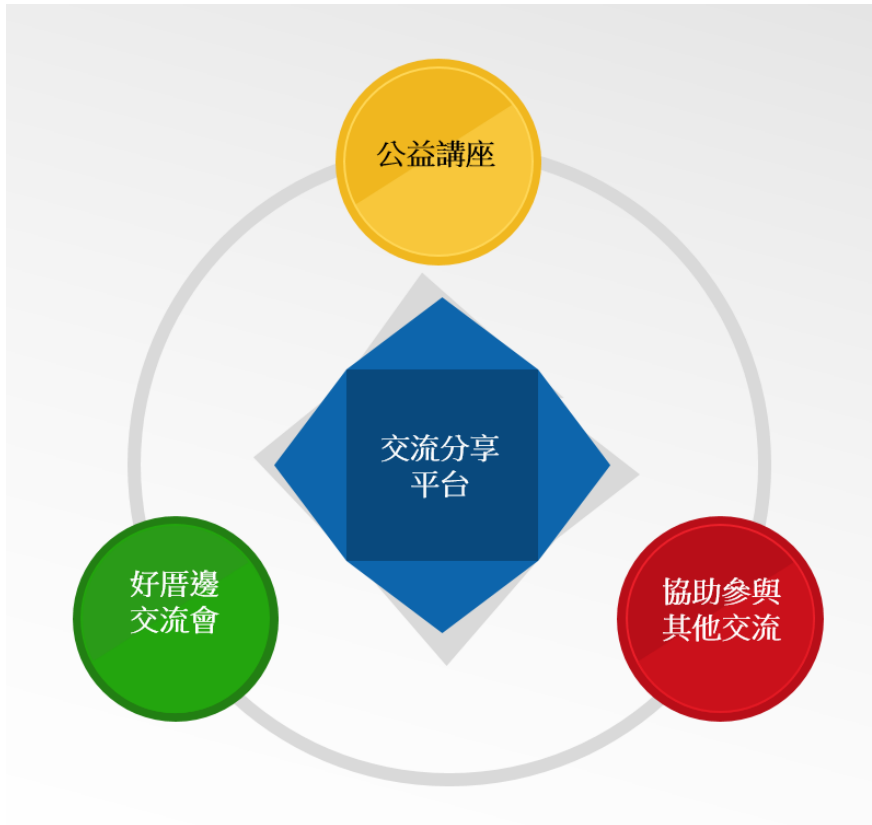 公益講座
交流分享
平台
好厝邊
交流會
協助參與
其他交流